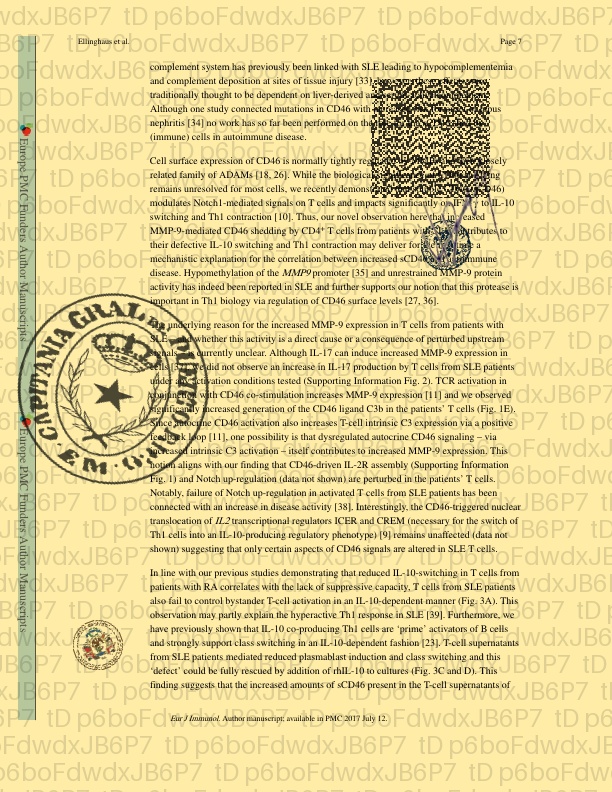 Ellinghaus et al.
Page 7
complement system has previously been linked with SLE leading to hypocomplementemia
and complement deposition at sites of tissue injury [33]
traditionally thought to be dependent on liver-derived
Although one study connected mutations in CD46 with
nephritis [34] no work has so far been performed on the
(immune) cells in autoimmune disease.
Cell surface expression of CD46 is normally tightly
related family of ADAMs [18, 26]. While the biological
remains unresolved for most cells, we recently
modulates Notch1-mediated signals on T cells and impacts significantly on to IL-10
switching and Th1 contraction [10]. Thus, our novel observation here that increased
MMP-9-mediated CD46 shedding by CD4⁺ T cells from patients with contributes to
their defective IL-10 switching and Th1 contraction may deliver for a
mechanistic explanation for the correlation between increased
disease. Hypomethylation of the MMP9 promoter [35] and unrestrained MMP-9 protein
activity has indeed been reported in SLE and further supports our notion that this protease is
important in Th1 biology via regulation of CD46 surface levels [27, 36].
The underlying reason for the increased MMP-9 expression in T cells from patients with
SLE, and whether this activity is a direct cause or a consequence of perturbed upstream
signals is currently unclear. Although IL-17 can induce increased MMP-9 expression in
cells [37], we did not observe an increase in IL-17 production by T cells from SLE patients
under any activation conditions tested (Supporting Information Fig. 2). TCR activation in
conjunction with CD46 co-stimulation increases MMP-9 expression [11] and we observed
significantly increased generation of the CD46 ligand C3b in the patients' T cells (Fig. 1E).
Since autocrine CD46 activation also increases T-cell intrinsic C3 expression via a positive
feedback loop [11], one possibility is that dysregulated autocrine CD46 signaling – via
increased intrinsic C3 activation – itself contributes to increased MMP-9 expression. This
notion aligns with our finding that CD46-driven IL-2R assembly (Supporting Information
Fig. 1) and Notch up-regulation (data not shown) are perturbed in the patients' T cells.
Notably, failure of Notch up-regulation in activated T cells from SLE patients has been
connected with an increase in disease activity [38]. Interestingly, the CD46-triggered nuclear
translocation of IL2 transcriptional regulators ICER and CREM (necessary for the switch of
Th1 cells into an IL-10-producing regulatory phenotype) [9] remains unaffected (data not
shown) suggesting that only certain aspects of CD46 signals are altered in SLE T cells.
In line with our previous studies demonstrating that reduced IL-10-switching in T cells from
patients with RA correlates with the lack of suppressive capacity, T cells from SLE patients
also fail to control bystander T-cell activation in an IL-10-dependent manner (Fig. 3A). This
observation may partly explain the hyperactive Th1 response in SLE [39]. Furthermore, we
have previously shown that IL-10 co-producing Th1 cells are 'prime' activators of B cells
and strongly support class switching in an IL-10-dependent fashion [23]. T-cell supernatants
from SLE patients mediated reduced plasmablast induction and class switching and this
'defect' could be fully rescued by addition of rhIL-10 to cultures (Fig. 3C and D). This
finding suggests that the increased amounts of sCD46 present in the T-cell supernatants of
Eur J Immunol. Author manuscript; available in PMC 2017 July 12.
Europe PMC Funders Author Manuscripts
Europe PMC Funders Author Manuscripts
CAPITANIA GRAL
tD p6boFdwdxJB6P7